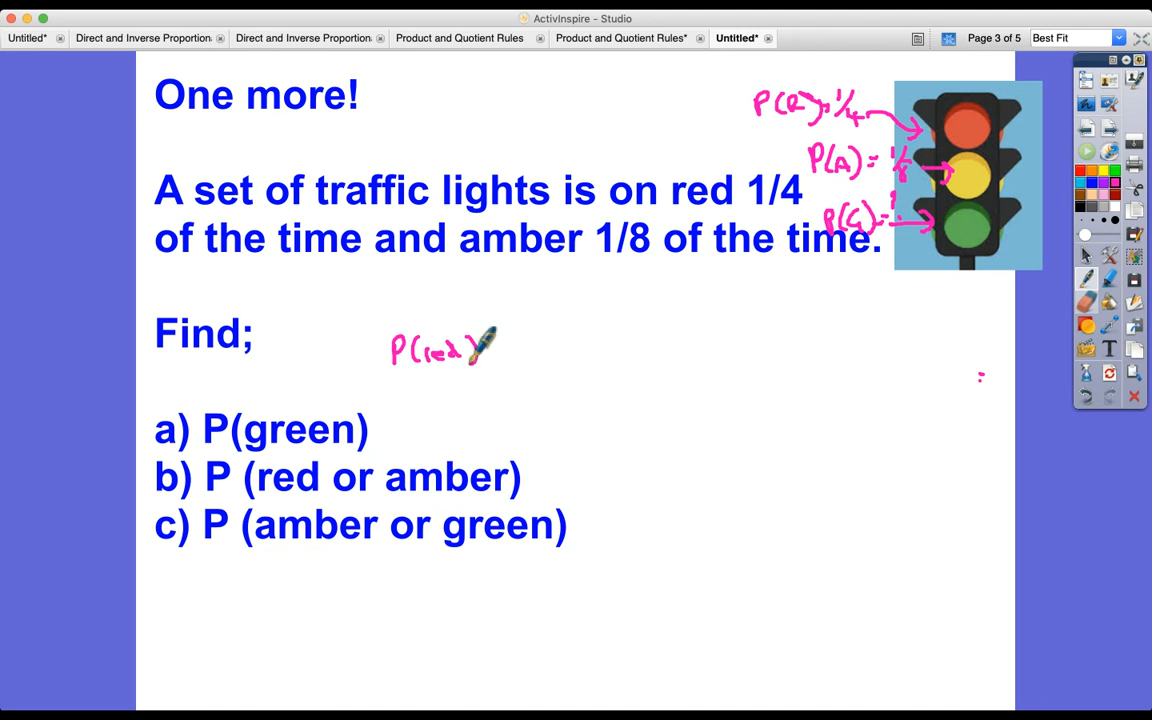 ActivInspire - Studio
Untitled* Direct and Inverse Proportion. Direct and Inverse Proportion. Product and Quotient Rules Product and Quotient Rules* Untitled* Page 3 of 5 Best Fit
One more!
P(R)=1/4
P(A)= 1/8
A set of traffic lights is on red 1/4
P(G)= ?
of the time and amber 1/8 of the time.
Find;
P(red)
=
a) P(green)
b) P (red or amber)
c) P (amber or green)
T